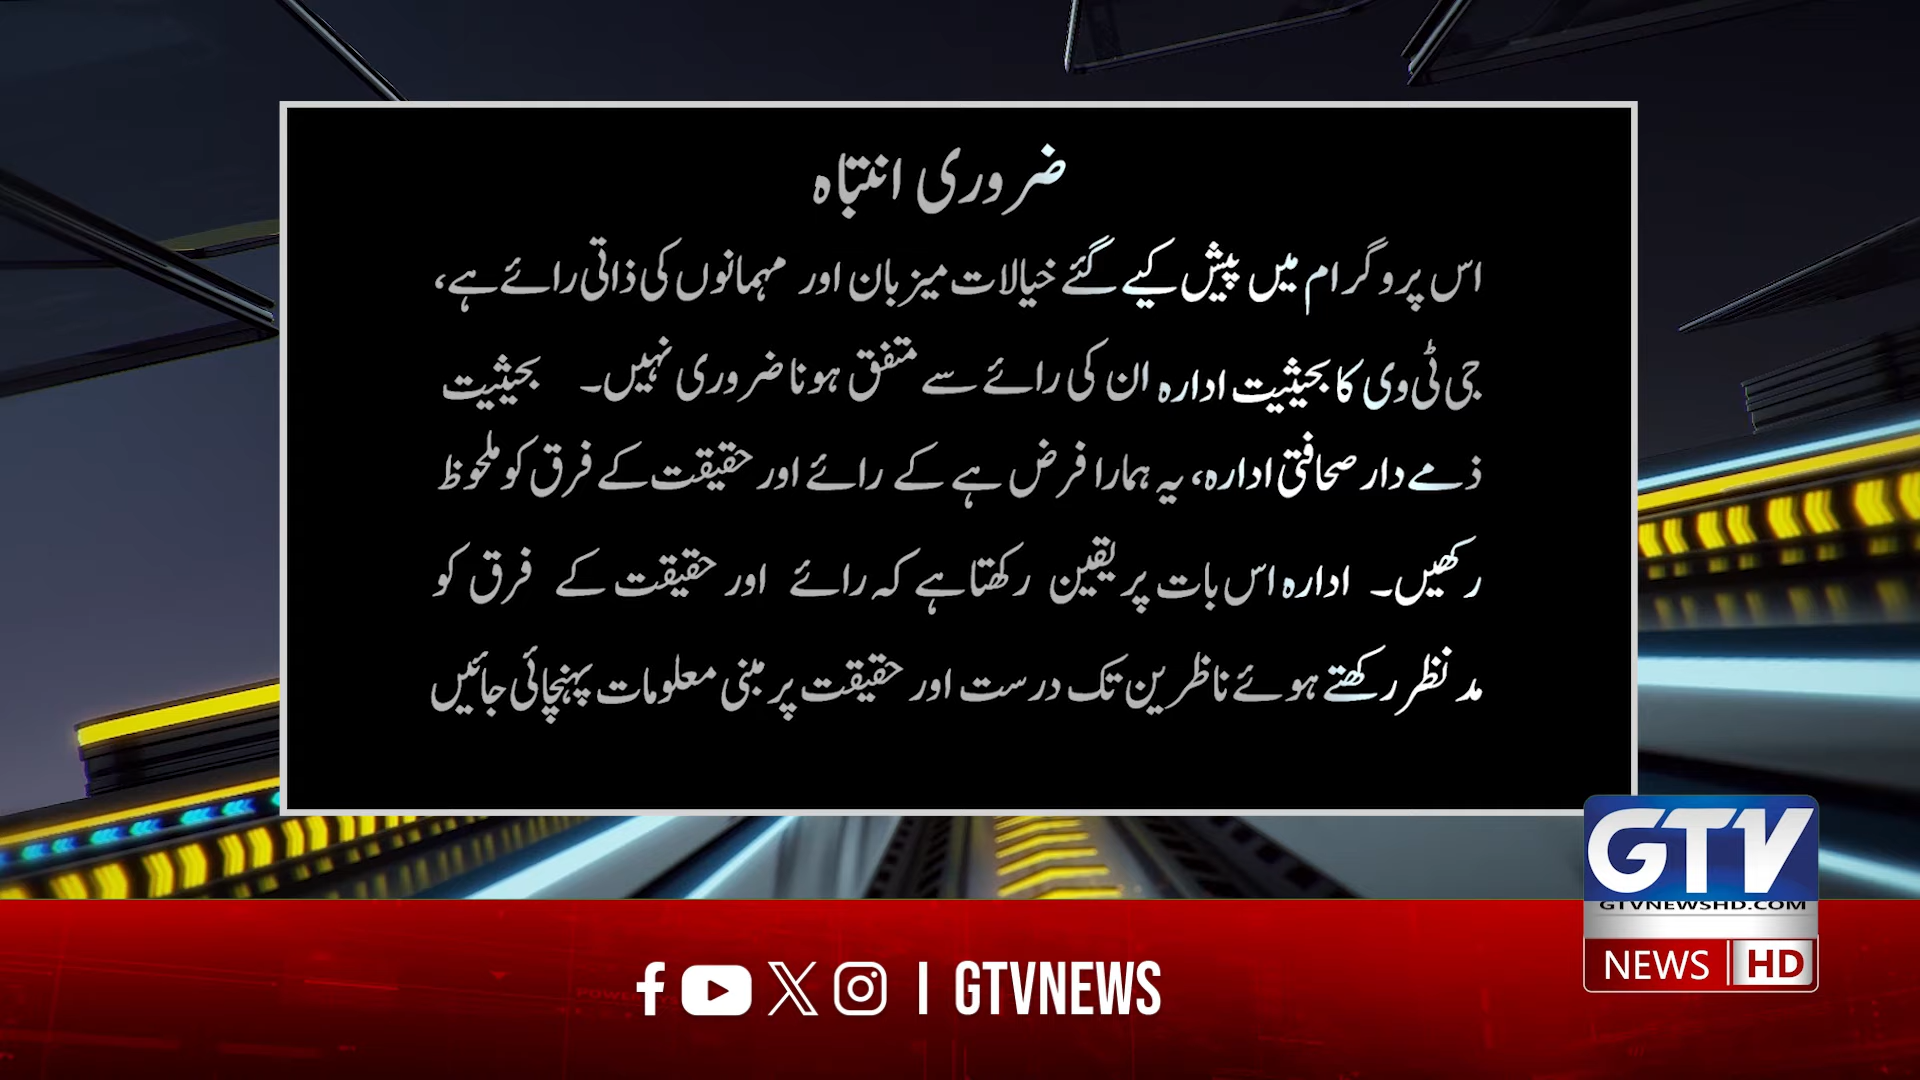 ضروری انتباہ
اس پروگرام میں پیش کیے گئے خیالات میزبان اور مہمانوں کی ذاتی رائے ہے،
جی ٹی وی کا بحیثیت ادارہ ان کی رائے سے متفق ہونا ضروری نہیں۔ بحیثیت
ذمے دار صحافتی ادارہ، یہ ہمارا فرض ہے کے رائے اور حقیقت کے فرق کو ملحوظ
رکھیں۔ ادارہ اس بات پر یقین رکھتا ہے کہ رائے اور حقیقت کے فرق کو
مد نظر رکھتے ہوئے ناظرین تک درست اور حقیقت پر مبنی معلومات پہنچائی جائیں
GTV
GTVNEWSHD.COM
NEWS HD
GTVNEWS